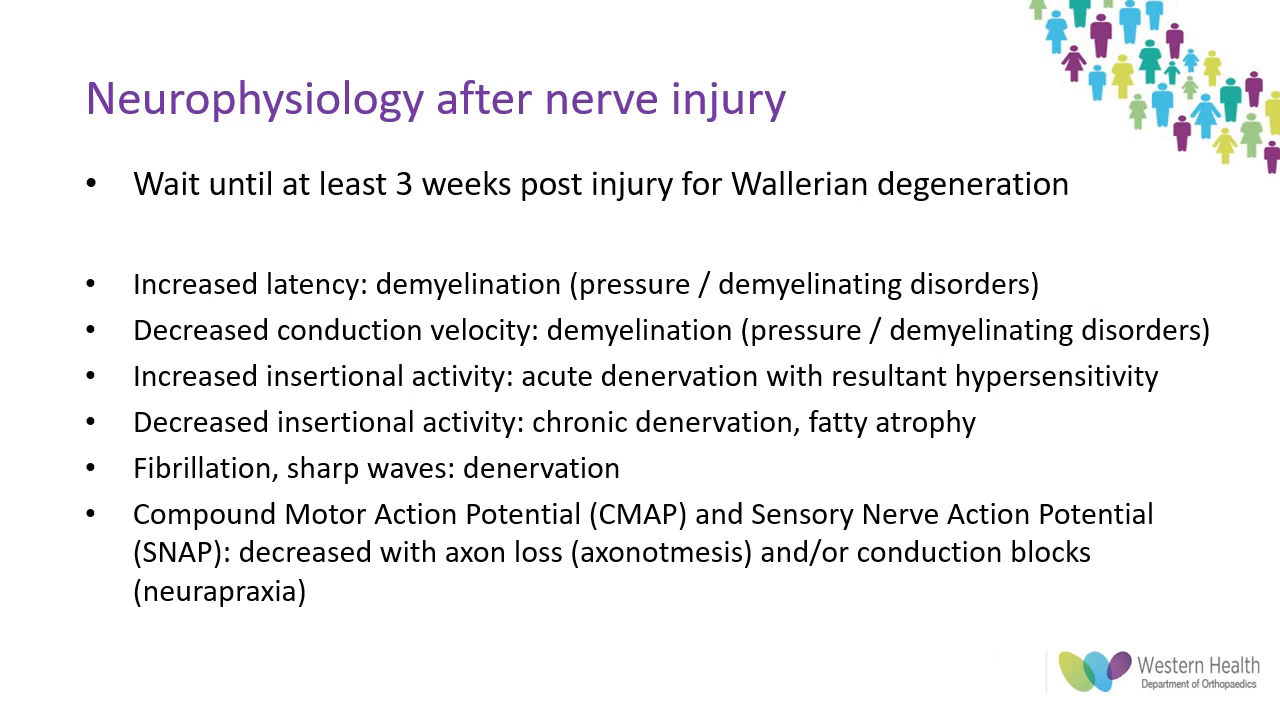 Neurophysiology after nerve injury
• Wait until at least 3 weeks post injury for Wallerian degeneration
• Increased latency: demyelination (pressure / demyelinating disorders)
• Decreased conduction velocity: demyelination (pressure / demyelinating disorders)
• Increased insertional activity: acute denervation with resultant hypersensitivity
• Decreased insertional activity: chronic denervation, fatty atrophy
• Fibrillation, sharp waves: denervation
• Compound Motor Action Potential (CMAP) and Sensory Nerve Action Potential
(SNAP): decreased with axon loss (axonotmesis) and/or conduction blocks
(neurapraxia)
Western Health
Department of Orthopaedics